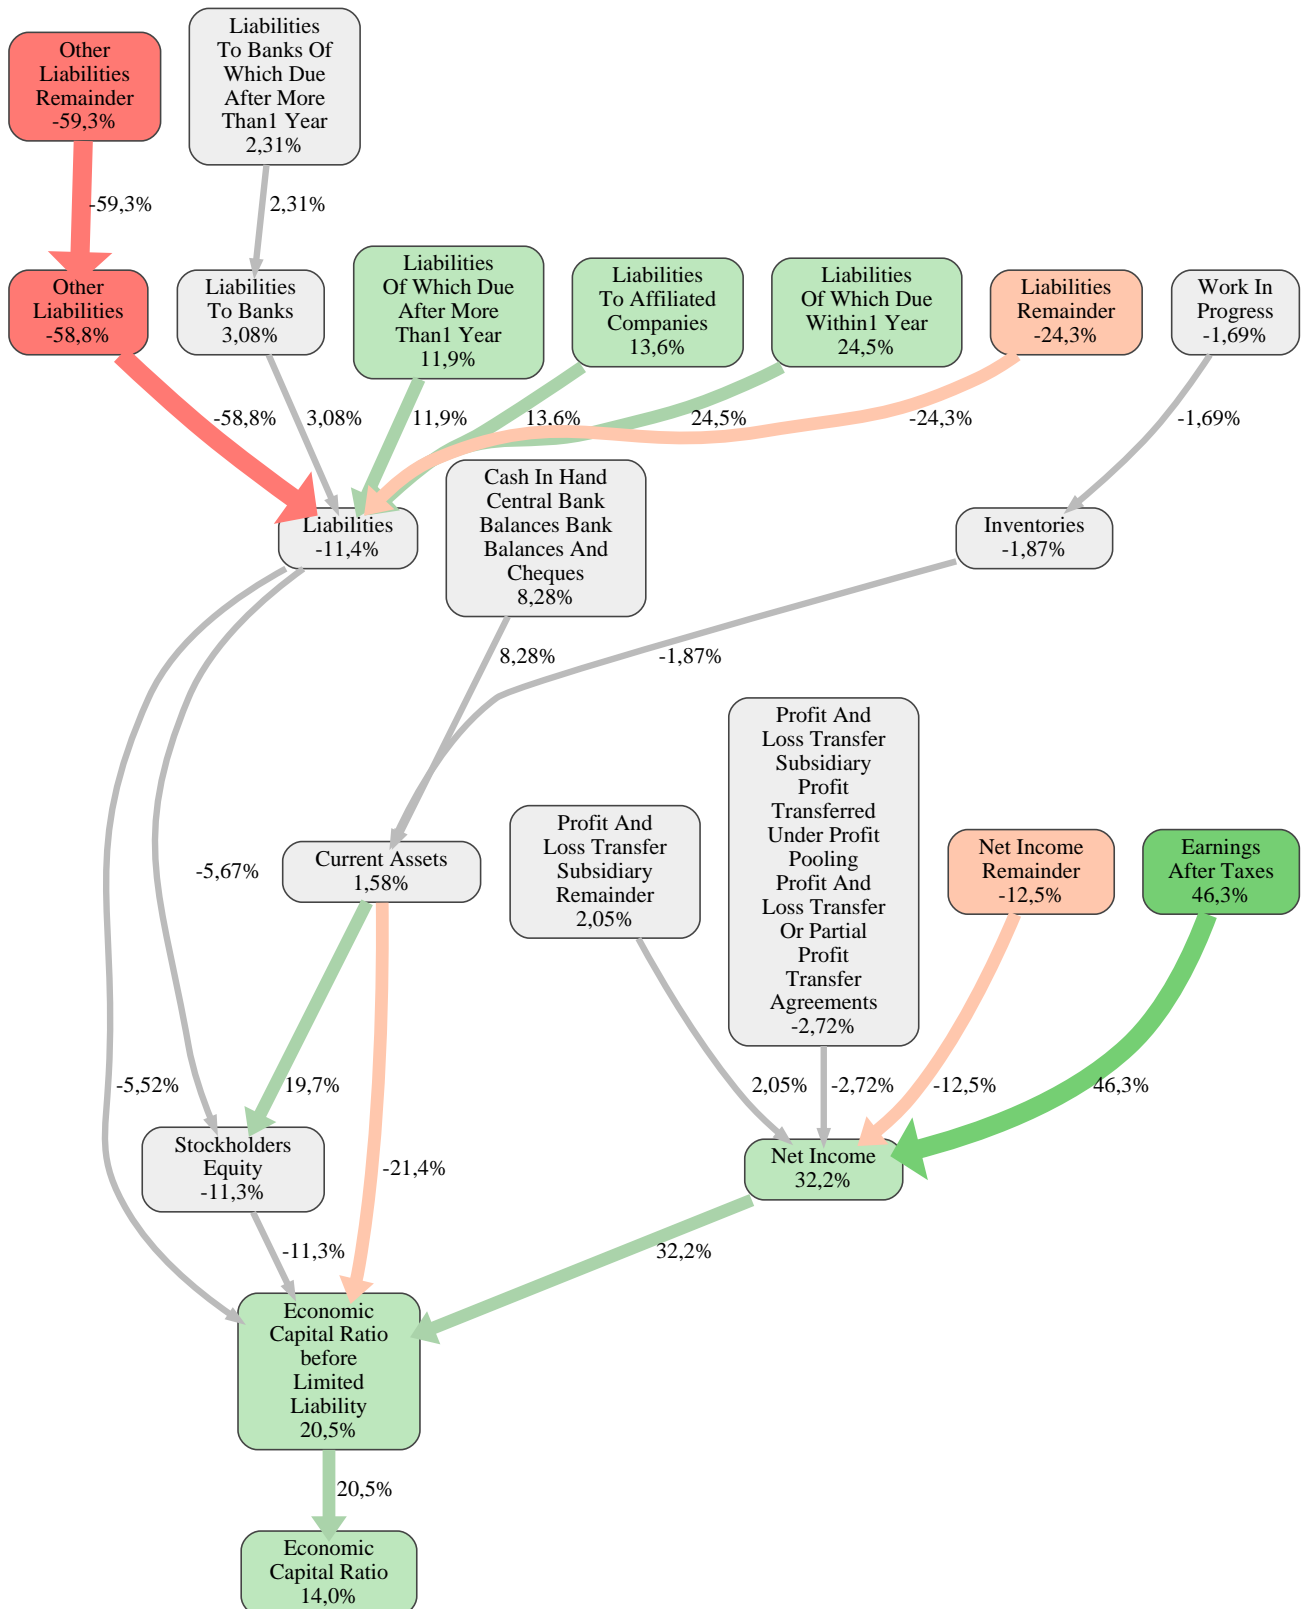 Other
Liabilities
Remainder
-59,3%
Liabilities
To Banks Of
Which Due
After More
Than1 Year
2,31%
-59,3%
2,31%
Other
Liabilities
-58,8%
Liabilities
To Banks
3,08%
Liabilities
Of Which Due
After More
Than1 Year
11,9%
Liabilities
To Affiliated
Companies
13,6%
Liabilities
Of Which Due
Within1 Year
24,5%
Liabilities
Remainder
-24,3%
Work In
Progress
-1,69%
-58,8%
3,08%
11,9%
13,6%
24,5%
-24,3%
-1,69%
Liabilities
-11,4%
Cash In Hand
Central Bank
Balances Bank
Balances And
Cheques
8,28%
Inventories
-1,87%
8,28%
-1,87%
Profit And
Loss Transfer
Subsidiary
Profit
Transferred
Under Profit
Pooling
Profit And
Loss Transfer
Or Partial
Profit
Transfer
Agreements
-2,72%
-5,67%
Current Assets
1,58%
Profit And
Loss Transfer
Subsidiary
Remainder
2,05%
Net Income
Remainder
-12,5%
Earnings
After Taxes
46,3%
-5,52%
19,7%
2,05%
-2,72%
-12,5%
46,3%
Stockholders
Equity
-11,3%
-21,4%
Net Income
32,2%
-11,3%
32,2%
Economic
Capital Ratio
before
Limited
Liability
20,5%
20,5%
Economic
Capital Ratio
14,0%